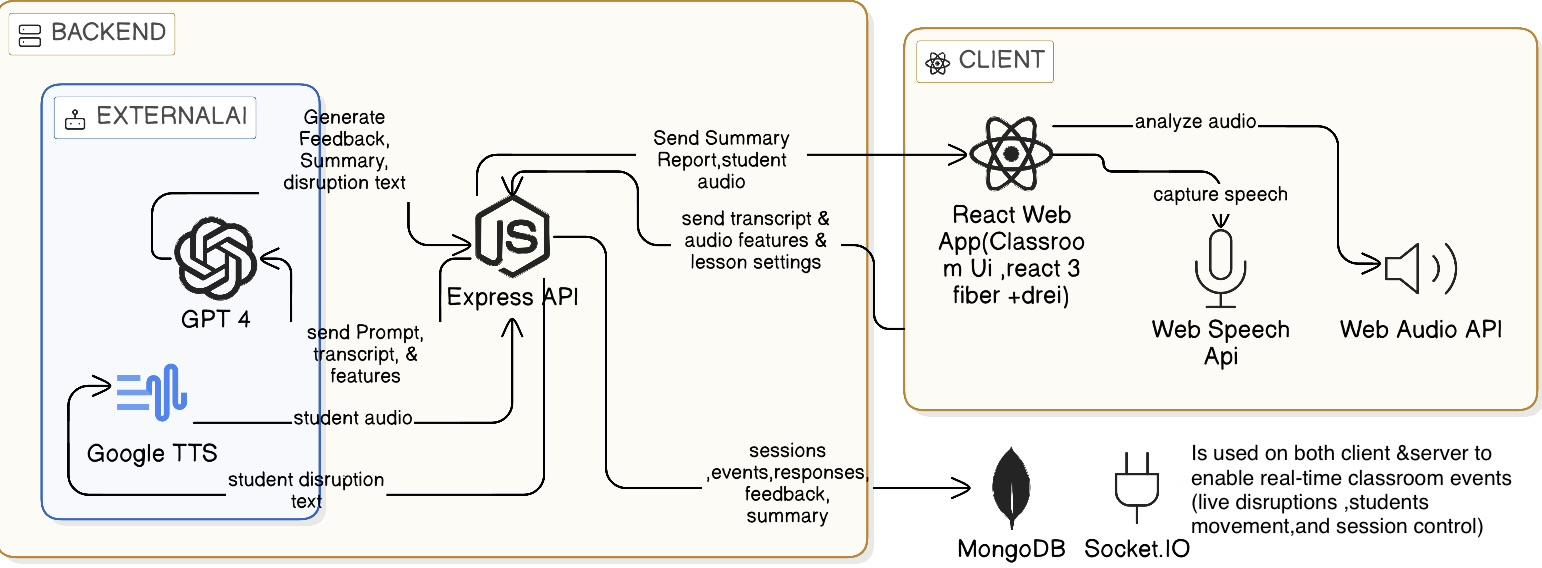 BACKEND
EXTERNALAI
Generate
Feedback,
Summary,
disruption text
GPT 4
send Prompt,
transcript, &
features
Google TTS
student audio
student disruption
text
JS
Express API
Send Summary
Report,student
audio
send transcript &
audio features &
lesson settings
sessions
,events,responses,
feedback,
summary
CLIENT
React Web
App(Classroo
m Ui ,react 3
fiber +drei)
analyze audio
capture speech
Web Speech
Api
Web Audio API
MongoDB
Socket.IO
Is used on both client &server to
enable real-time classroom events
(live disruptions ,students
movement,and session control)